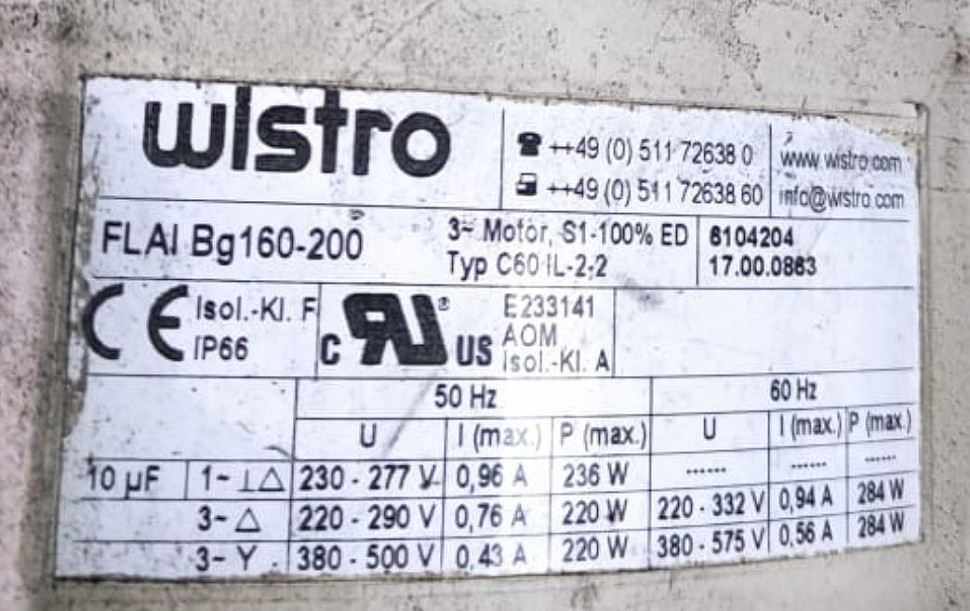 wistro
++49 (0) 511 72638 0
++49 (0) 511 72638 60
www.wistro.com
info@wistro.com
FLAI Bg160-200
3~ Motor, S1-100% ED
Typ C60 IL-2-2
6104204
17.00.0883
CE
Isol.-Kl. F
IP66
C RU US ®
E233141
AOM
Isol.-Kl. A
50 Hz 60 Hz
U I (max.) P (max.) U I (max.) P (max.)
10 µF 1~ ⊥△ 230 - 277 V 0,96 A 236 W ...... ...... ......
3~ △ 220 - 290 V 0,76 A 220 W 220 - 332 V 0,94 A 284 W
3~ Y 380 - 500 V 0,43 A 220 W 380 - 575 V 0,56 A 284 W